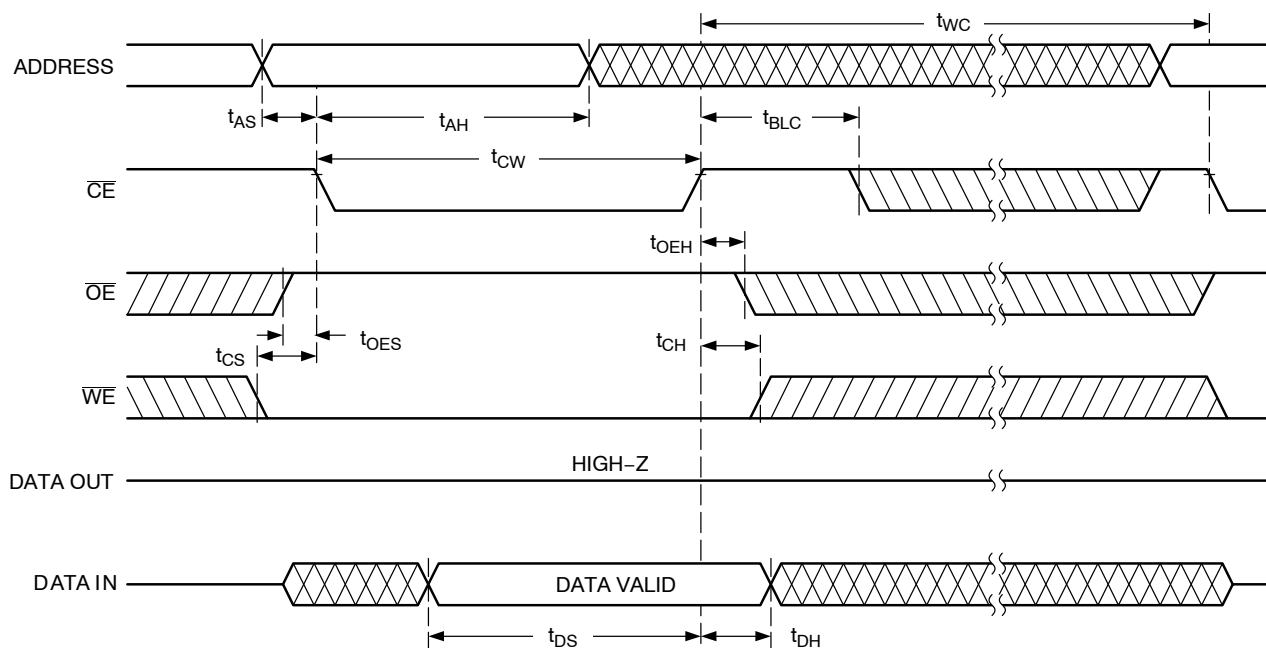 tWC
ADDRESS
tAS
tAH
tBLC
tCW
CE
tOEH
OE
tOES
tCS
tCH
WE
HIGH−Z
DATA OUT
DATA IN
DATA VALID
tDS
tDH